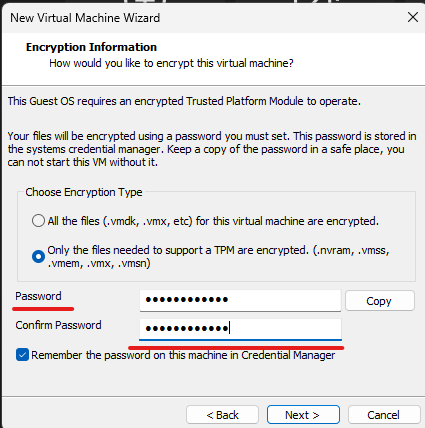 New Virtual Machine Wizard
Encryption Information
How would you like to encrypt this virtual machine?
This Guest OS requires an encrypted Trusted Platform Module to operate.
Your files will be encrypted using a password you must set. This password is stored in
the systems credential manager. Keep a copy of the password in a safe place, you
can not start this VM without it.
Choose Encryption Type
All the files (.vmdk, .vmx, etc) for this virtual machine are encrypted.
Only the files needed to support a TPM are encrypted. (.nvram, .vmss,
.vmem, .vmx, .vmsn)
Password
Copy
Confirm Password
Remember the password on this machine in Credential Manager
< Back
Next >
Cancel